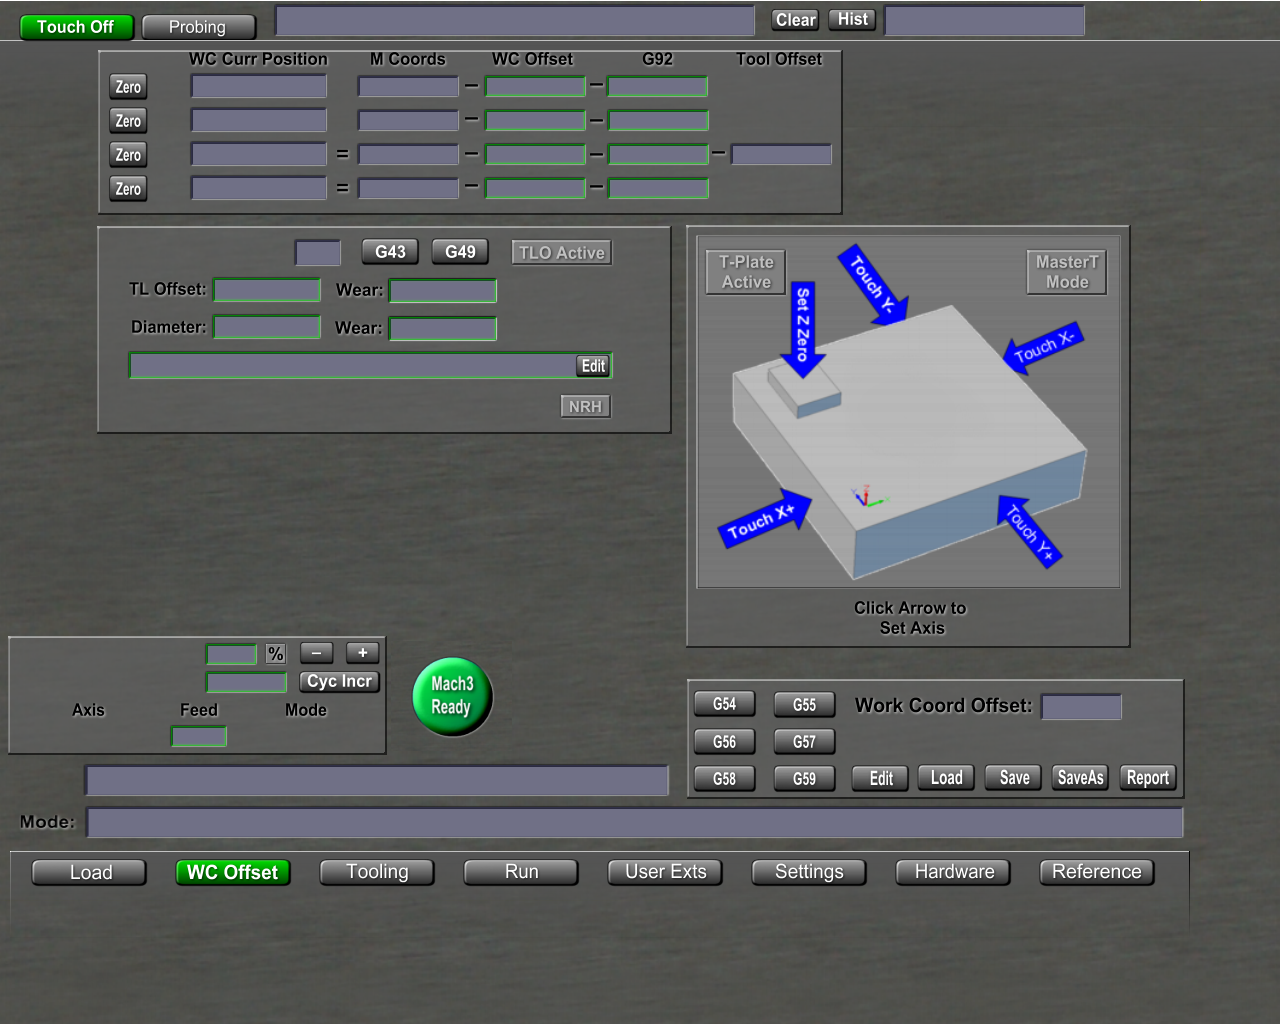 Touch Off Probing Clear Hist
WC Curr Position M Coords WC Offset G92 Tool Offset
Zero – –
Zero – –
Zero = – – –
Zero = – –
G43 G49 TLO Active
TL Offset: Wear:
Diameter: Wear:
Edit
NRH
T-Plate
Active
MasterT
Mode
Touch Y-
Set Z Zero
Touch X-
Touch X+
Touch Y+
Click Arrow to
Set Axis
% – +
Cyc Incr
Axis Feed Mode
Mach3
Ready
G54 G55 Work Coord Offset:
G56 G57
G58 G59 Edit Load Save SaveAs Report
Mode:
Load WC Offset Tooling Run User Exts Settings Hardware Reference